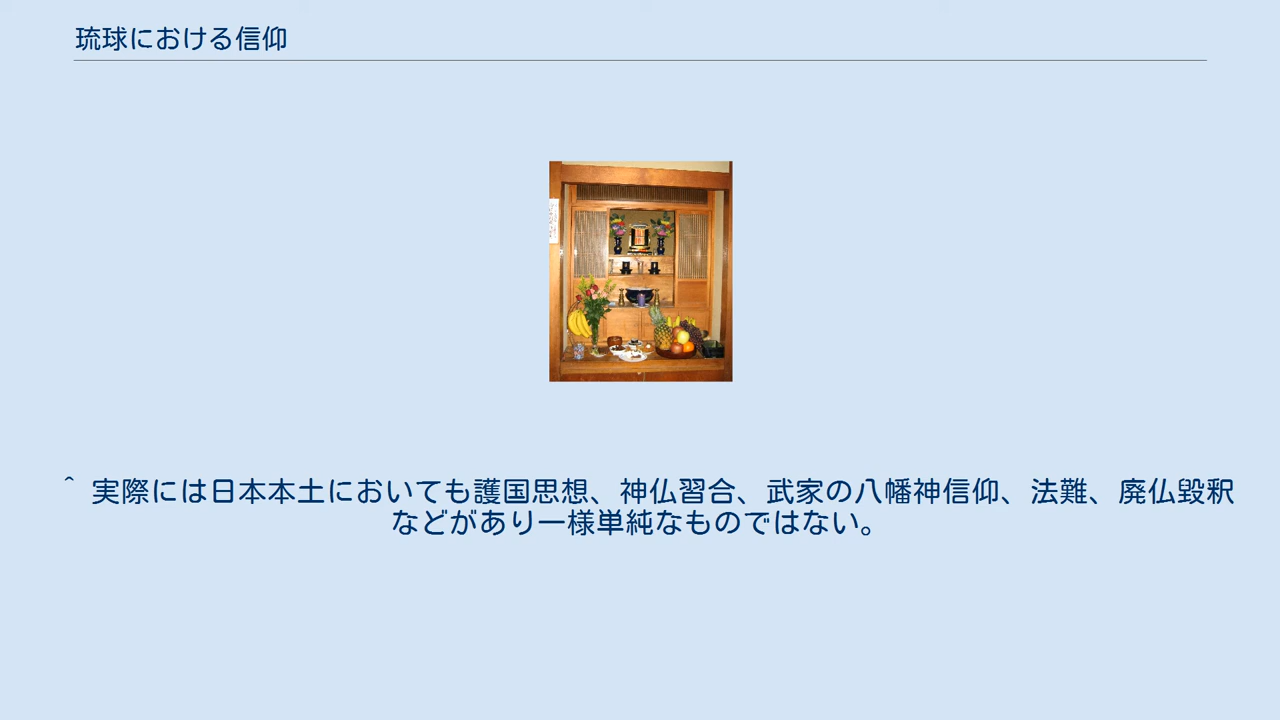 琉球における信仰
^ 実際には日本本土においても護国思想、神仏習合、武家の八幡神信仰、法難、廃仏毀釈
などがあり一様単純なものではない。